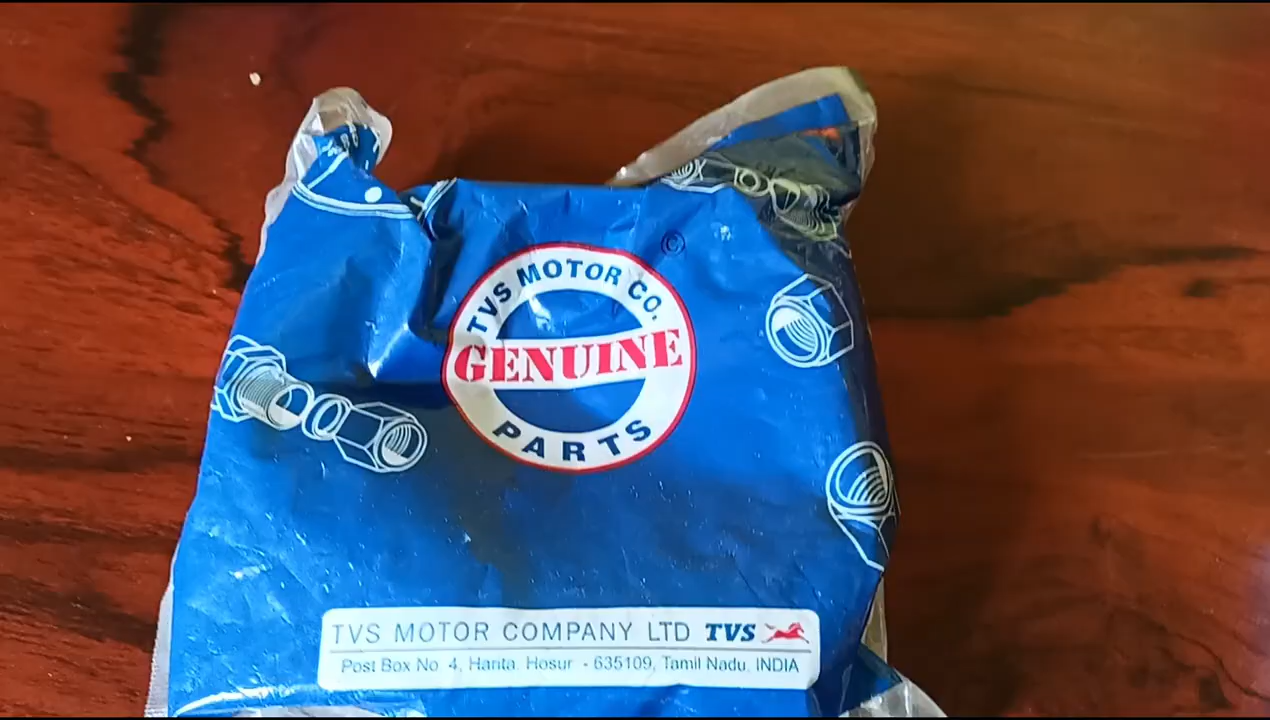 ©
TVS MOTOR CO.
GENUINE
PARTS
TVS MOTOR COMPANY LTD TVS
Post Box No 4, Harita, Hosur - 635109, Tamil Nadu, INDIA